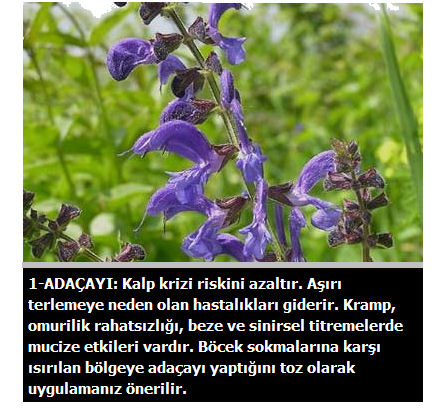 1-ADAÇAYI: Kalp krizi riskini azaltır. Aşırı
terlemeye neden olan hastalıkları giderir. Kramp,
omurilik rahatsızlığı, beze ve sinirsel titremelerde
mucize etkileri vardır. Böcek sokmalarına karşı
ısırılan bölgeye adaçayı yaptığını toz olarak
uygulamanız önerilir.